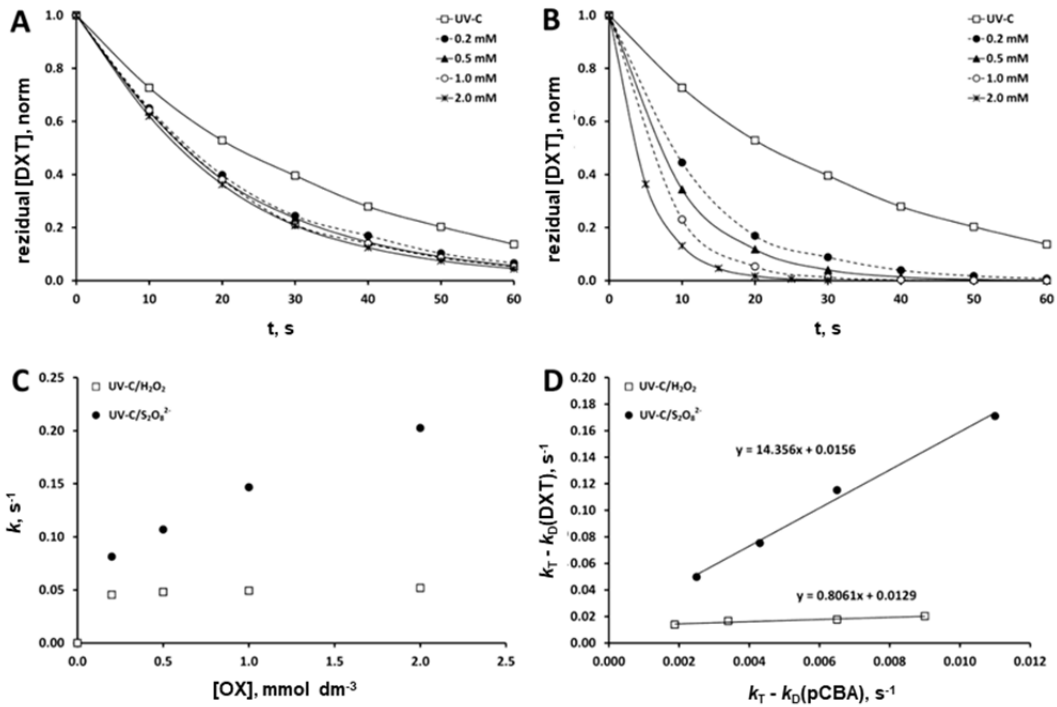 A
1.0
0.8
0.6
0.4
0.2
0.0
rezidual [DXT], norm
0 10 20 30 40 50 60
t, s
UV-C
0.2 mM
0.5 mM
1.0 mM
2.0 mM
B
1.0
0.8
0.6
0.4
0.2
0.0
rezidual [DXT], norm
0 10 20 30 40 50 60
t, s
UV-C
0.2 mM
0.5 mM
1.0 mM
2.0 mM
C
0.25
0.20
0.15
0.10
0.05
0.00
k, s⁻¹
0.0 0.5 1.0 1.5 2.0 2.5
[OX], mmol dm⁻³
UV-C/H₂O₂
UV-C/S₂O₈²⁻
D
0.20
0.18
0.16
0.14
0.12
0.10
0.08
0.06
0.04
0.02
0.00
k_T - k_D(DXT), s⁻¹
0.000 0.002 0.004 0.006 0.008 0.010 0.012
k_T - k_D(pCBA), s⁻¹
UV-C/H₂O₂
UV-C/S₂O₈²⁻
y = 14.356x + 0.0156
y = 0.8061x + 0.0129